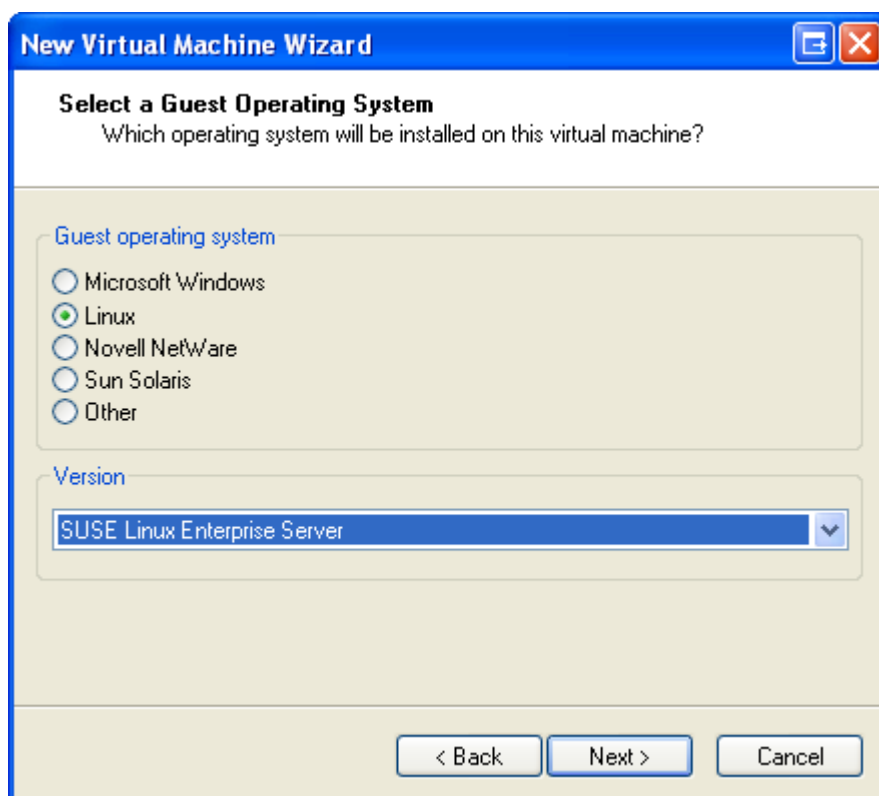 New Virtual Machine Wizard
Select a Guest Operating System
Which operating system will be installed on this virtual machine?
Guest operating system
Microsoft Windows
Linux
Novell NetWare
Sun Solaris
Other
Version
SUSE Linux Enterprise Server
< Back Next > Cancel